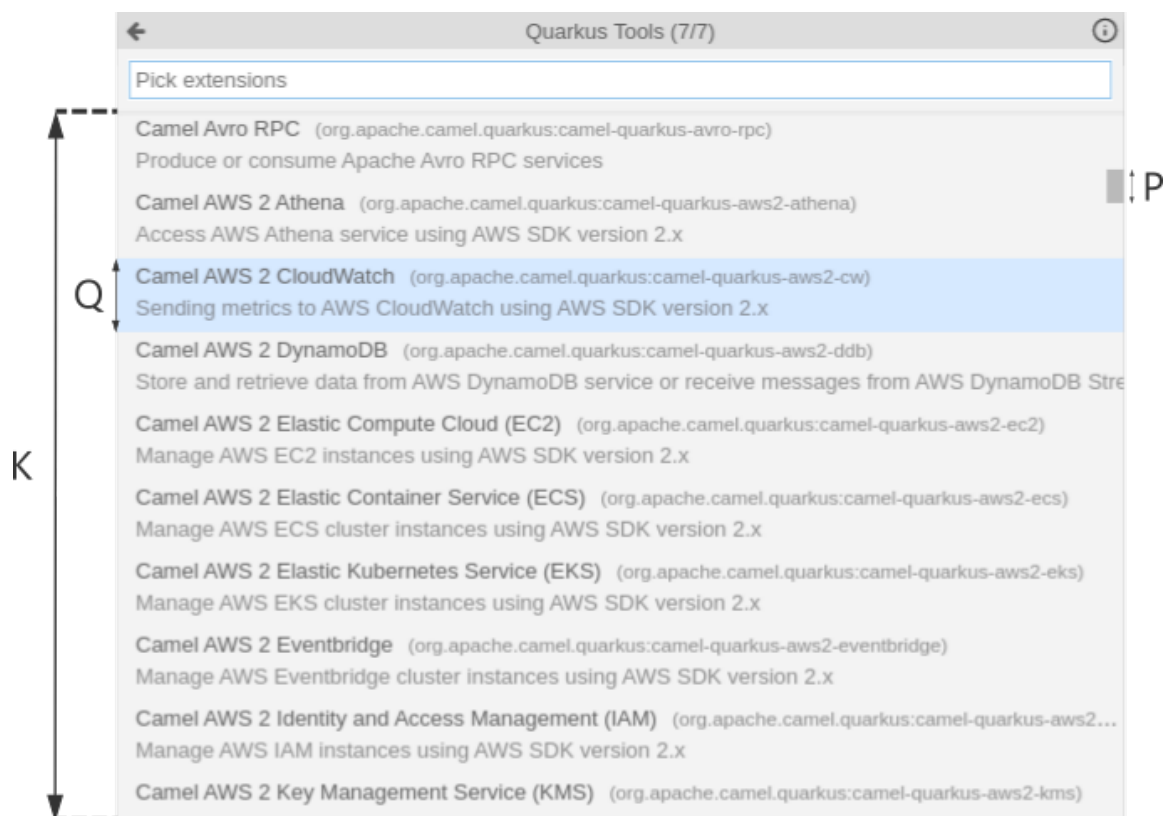 Quarkus Tools (7/7)
Pick extensions
Camel Avro RPC (org.apache.camel.quarkus:camel-quarkus-avro-rpc)
Produce or consume Apache Avro RPC services
P
Camel AWS 2 Athena (org.apache.camel.quarkus:camel-quarkus-aws2-athena)
Access AWS Athena service using AWS SDK version 2.x
Camel AWS 2 CloudWatch (org.apache.camel.quarkus:camel-quarkus-aws2-cw)
Q
Sending metrics to AWS CloudWatch using AWS SDK version 2.x
Camel AWS 2 DynamoDB (org.apache.camel.quarkus:camel-quarkus-aws2-ddb)
Store and retrieve data from AWS DynamoDB service or receive messages from AWS DynamoDB Stre
Camel AWS 2 Elastic Compute Cloud (EC2) (org.apache.camel.quarkus:camel-quarkus-aws2-ec2)
Manage AWS EC2 instances using AWS SDK version 2.x
K
Camel AWS 2 Elastic Container Service (ECS) (org.apache.camel.quarkus:camel-quarkus-aws2-ecs)
Manage AWS ECS cluster instances using AWS SDK version 2.x
Camel AWS 2 Elastic Kubernetes Service (EKS) (org.apache.camel.quarkus:camel-quarkus-aws2-eks)
Manage AWS EKS cluster instances using AWS SDK version 2.x
Camel AWS 2 Eventbridge (org.apache.camel.quarkus:camel-quarkus-aws2-eventbridge)
Manage AWS Eventbridge cluster instances using AWS SDK version 2.x
Camel AWS 2 Identity and Access Management (IAM) (org.apache.camel.quarkus:camel-quarkus-aws2...
Manage AWS IAM instances using AWS SDK version 2.x
Camel AWS 2 Key Management Service (KMS) (org.apache.camel.quarkus:camel-quarkus-aws2-kms)